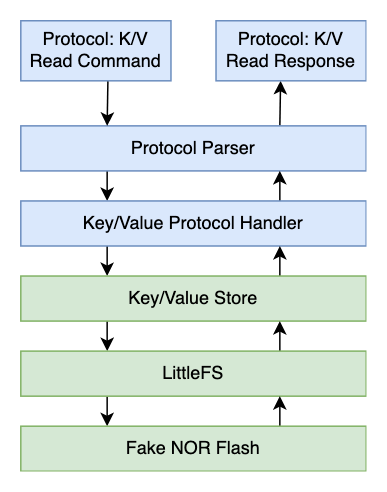 Protocol: K/V
Read Command
Protocol: K/V
Read Response
Protocol Parser
Key/Value Protocol Handler
Key/Value Store
LittleFS
Fake NOR Flash